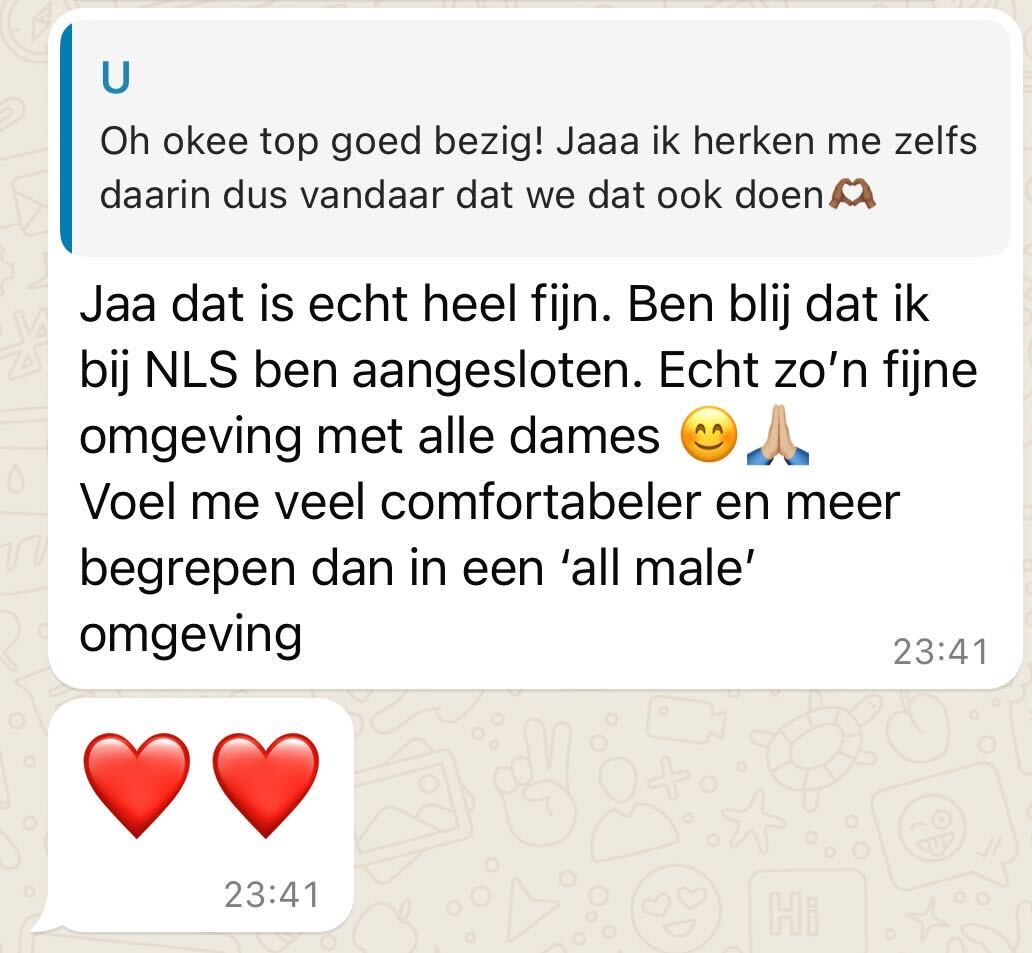 U
Oh okee top goed bezig! Jaaa ik herken me zelfs
daarin dus vandaar dat we dat ook doen🫶🏾
Jaa dat is echt heel fijn. Ben blij dat ik
bij NLS ben aangesloten. Echt zo’n fijne
omgeving met alle dames 😊🙏🏼
Voel me veel comfortabeler en meer
begrepen dan in een ‘all male’
omgeving
23:41
❤️❤️
23:41
Hi